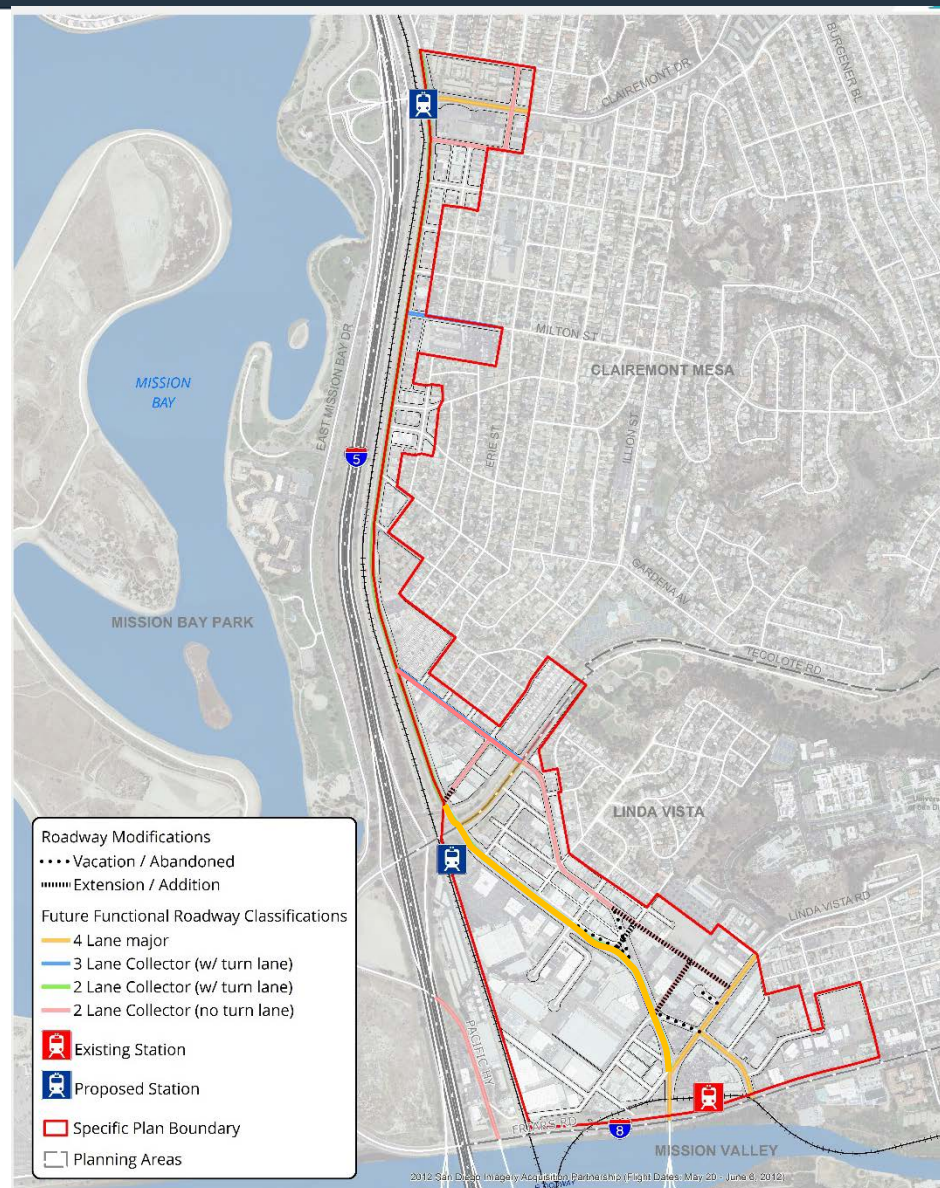 CLAIREMONT DR
BURGENER BL
EAST MISSION BAY DR
MISSION
BAY
MILTON ST
CLAIREMONT MESA
ERIE ST
ILLION ST
5
GARDENA AV
MISSION BAY PARK
TECOLOTE RD
LINDA VISTA
LINDA VISTA RD
PACIFIC HY
FRIARS RD
8
MISSION VALLEY
Roadway Modifications
Vacation / Abandoned
Extension / Addition
Future Functional Roadway Classifications
4 Lane major
3 Lane Collector (w/ turn lane)
2 Lane Collector (w/ turn lane)
2 Lane Collector (no turn lane)
Existing Station
Proposed Station
Specific Plan Boundary
Planning Areas
2012 San Diego Imagery Acquisition Partnership (Flight Dates: May 20 - June 6, 2012)